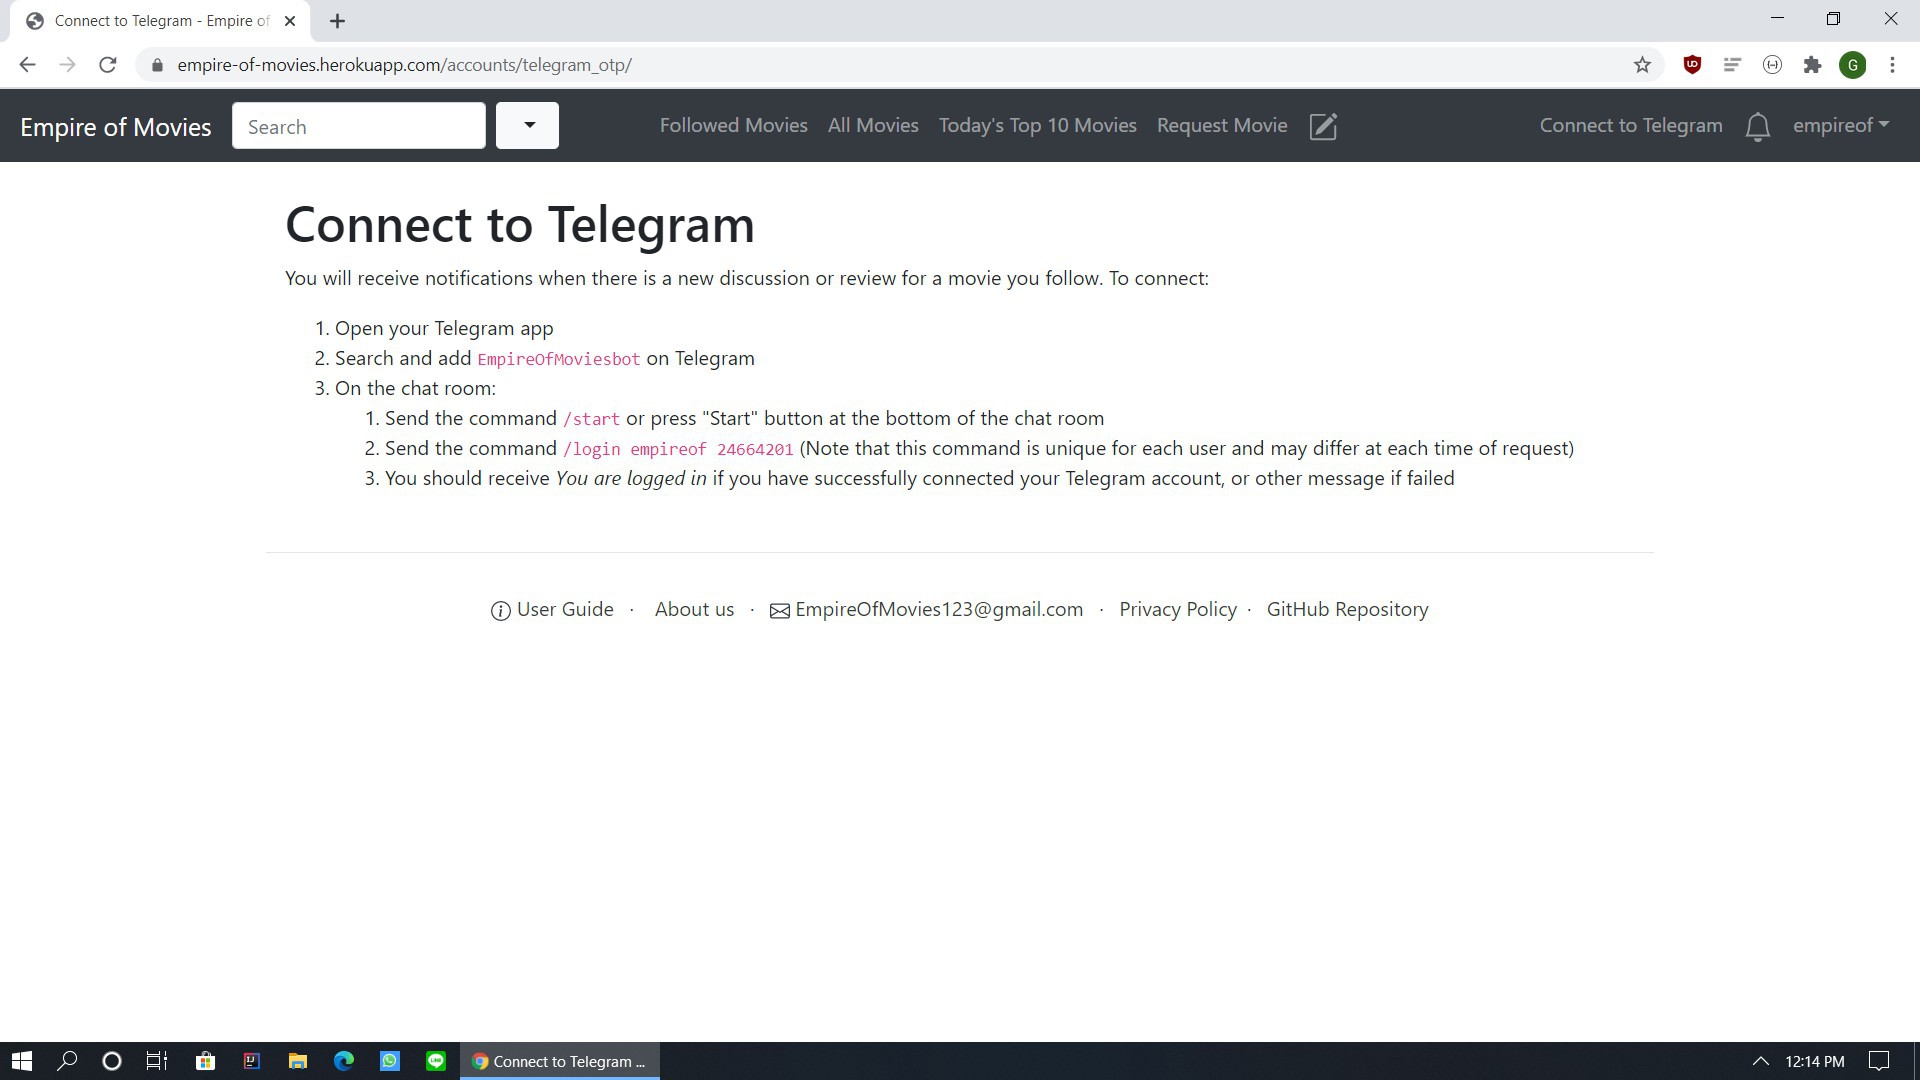 Connect to Telegram - Empire of
empire-of-movies.herokuapp.com/accounts/telegram_otp/
G
Empire of Movies
Search
Followed Movies
All Movies
Today's Top 10 Movies
Request Movie
Connect to Telegram
empireof
Connect to Telegram
You will receive notifications when there is a new discussion or review for a movie you follow. To connect:
1. Open your Telegram app
2. Search and add EmpireOfMoviesbot on Telegram
3. On the chat room:
1. Send the command /start or press "Start" button at the bottom of the chat room
2. Send the command /login empireof 24664201 (Note that this command is unique for each user and may differ at each time of request)
3. You should receive You are logged in if you have successfully connected your Telegram account, or other message if failed
User Guide · About us · EmpireOfMovies123@gmail.com · Privacy Policy · GitHub Repository
Connect to Telegram ...
12:14 PM